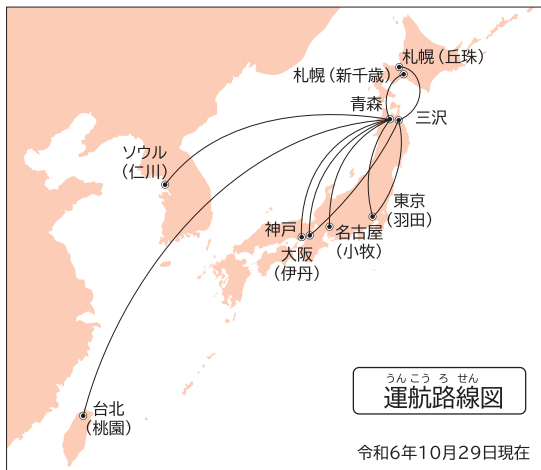 札幌（丘珠）
札幌（新千歳）
青森
三沢
ソウル
（仁川）
東京
（羽田）
神戸
名古屋
（小牧）
大阪
（伊丹）
うんこうろせん
運航路線図
台北
（桃園）
令和6年10月29日現在